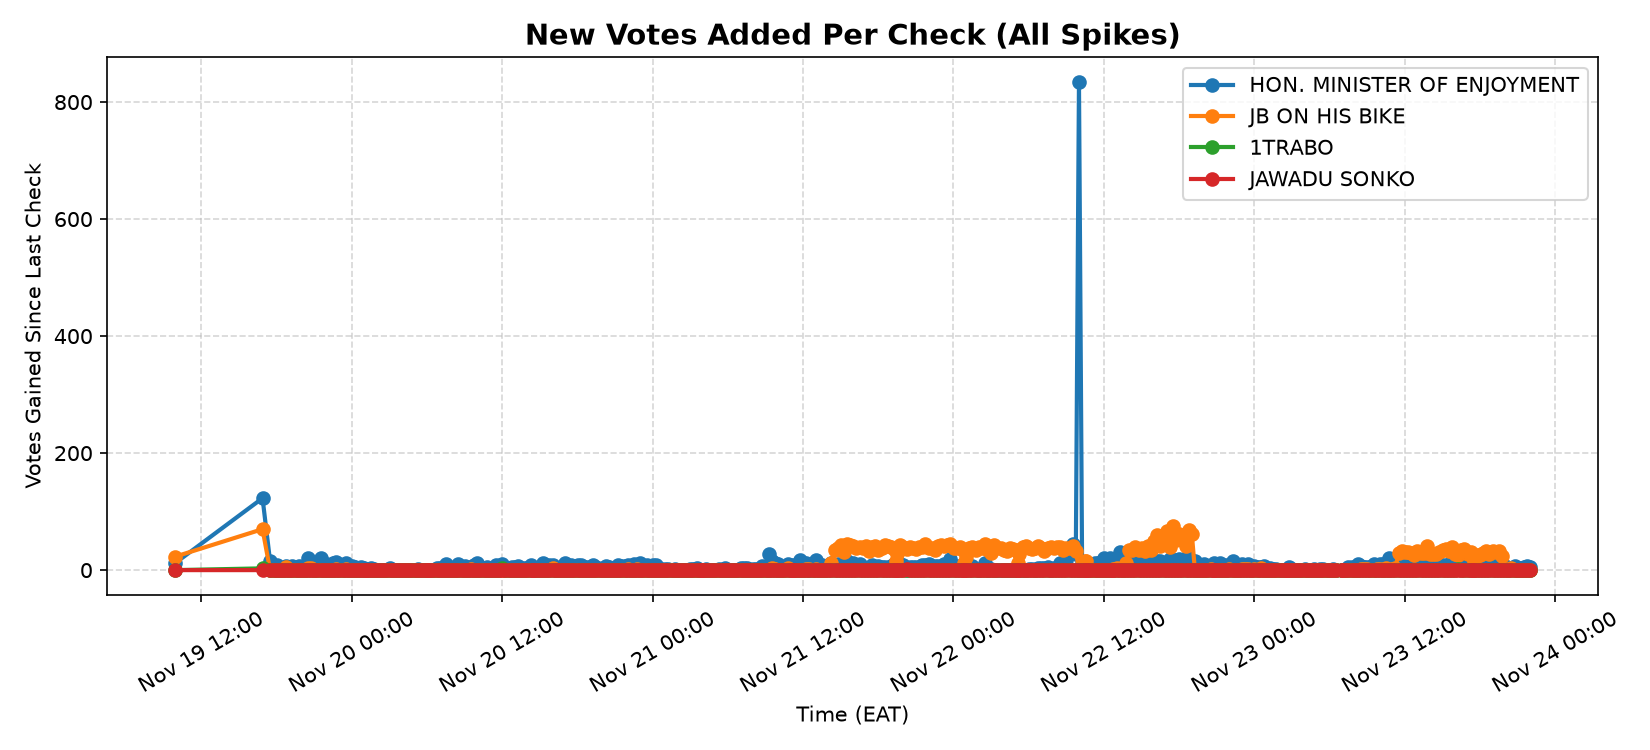 New Votes Added Per Check (All Spikes)
HON. MINISTER OF ENJOYMENT
JB ON HIS BIKE
1TRABO
JAWADU SONKO
Votes Gained Since Last Check
800
600
400
200
0
Nov 19 12:00
Nov 20 00:00
Nov 20 12:00
Nov 21 00:00
Nov 21 12:00
Nov 22 00:00
Nov 22 12:00
Nov 23 00:00
Nov 23 12:00
Nov 24 00:00
Time (EAT)